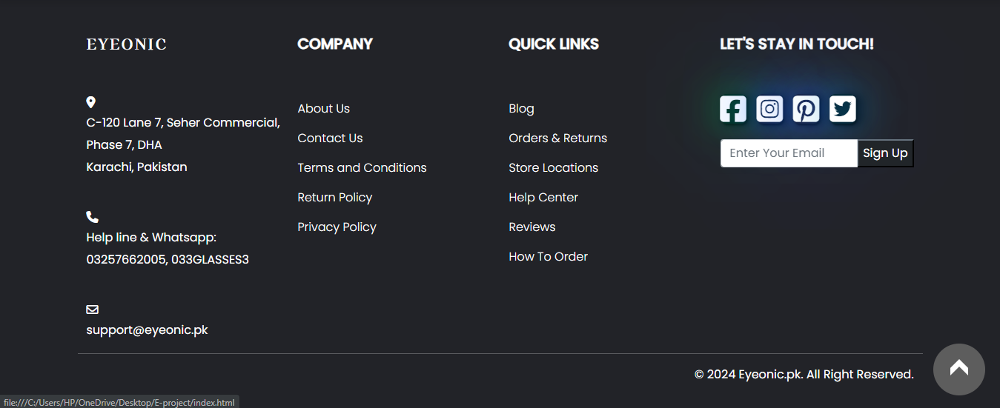 EYEONIC
C-120 Lane 7, Seher Commercial,
Phase 7, DHA
Karachi, Pakistan
Help line & Whatsapp:
03257662005, 033GLASSES3
support@eyeonic.pk
COMPANY
About Us
Contact Us
Terms and Conditions
Return Policy
Privacy Policy
QUICK LINKS
Blog
Orders & Returns
Store Locations
Help Center
Reviews
How To Order
LET'S STAY IN TOUCH!
Enter Your Email
Sign Up
© 2024 Eyeonic.pk. All Right Reserved.
file:///C:/Users/HP/OneDrive/Desktop/E-project/index.html